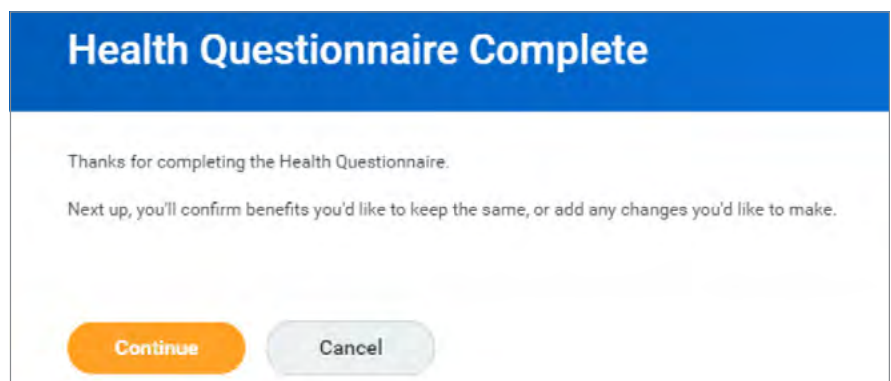 Health Questionnaire Complete
Thanks for completing the Health Questionnaire.
Next up, you'll confirm benefits you'd like to keep the same, or add any changes you'd like to make.
Continue
Cancel